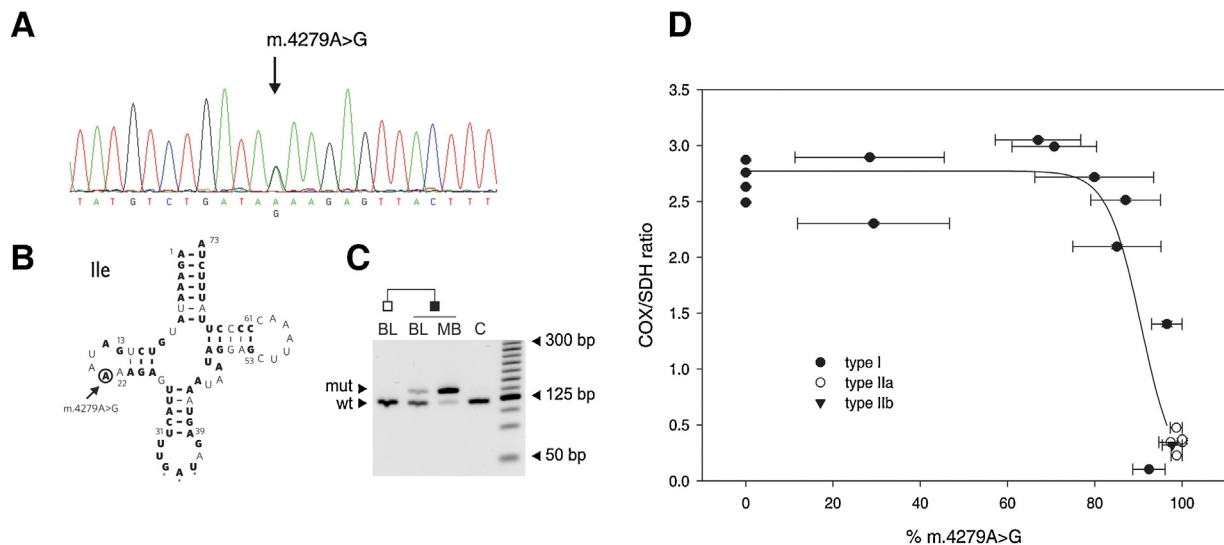 A
m.4279A>G
T A T G T C T G A T A A A G A G T T A C T T T
G
B
Ile
m.4279A>G
1
73
13
22
31
39
53
61
C
BL BL MB C
mut
wt
300 bp
125 bp
50 bp
D
COX/SDH ratio
3.5
3.0
2.5
2.0
1.5
1.0
0.5
0.0
type I
type IIa
type IIb
0 20 40 60 80 100
% m.4279A>G